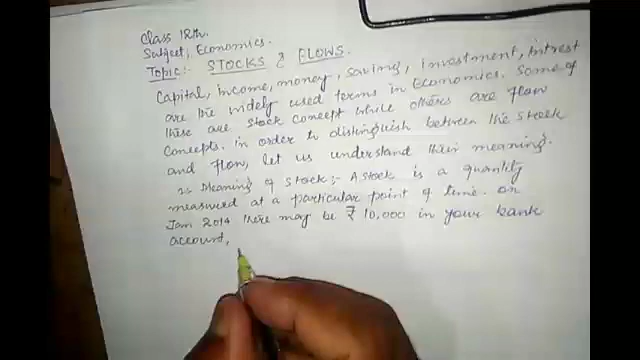 Class 12th.
Subject, Economics.
Topic:- STOCKS & FLOWS.
Capital, income, money, saving, investment, intrest
are the widely used terms in Economics. Some of
these are stock concept while others are flow
concepts. in order to distinguish between the stock
and flow, let us understand their meaning.
Meaning of stock:- A stock is a quantity
measured at a particular point of time. on
Jan 2014 there may be ₹ 10,000 in your bank
account,